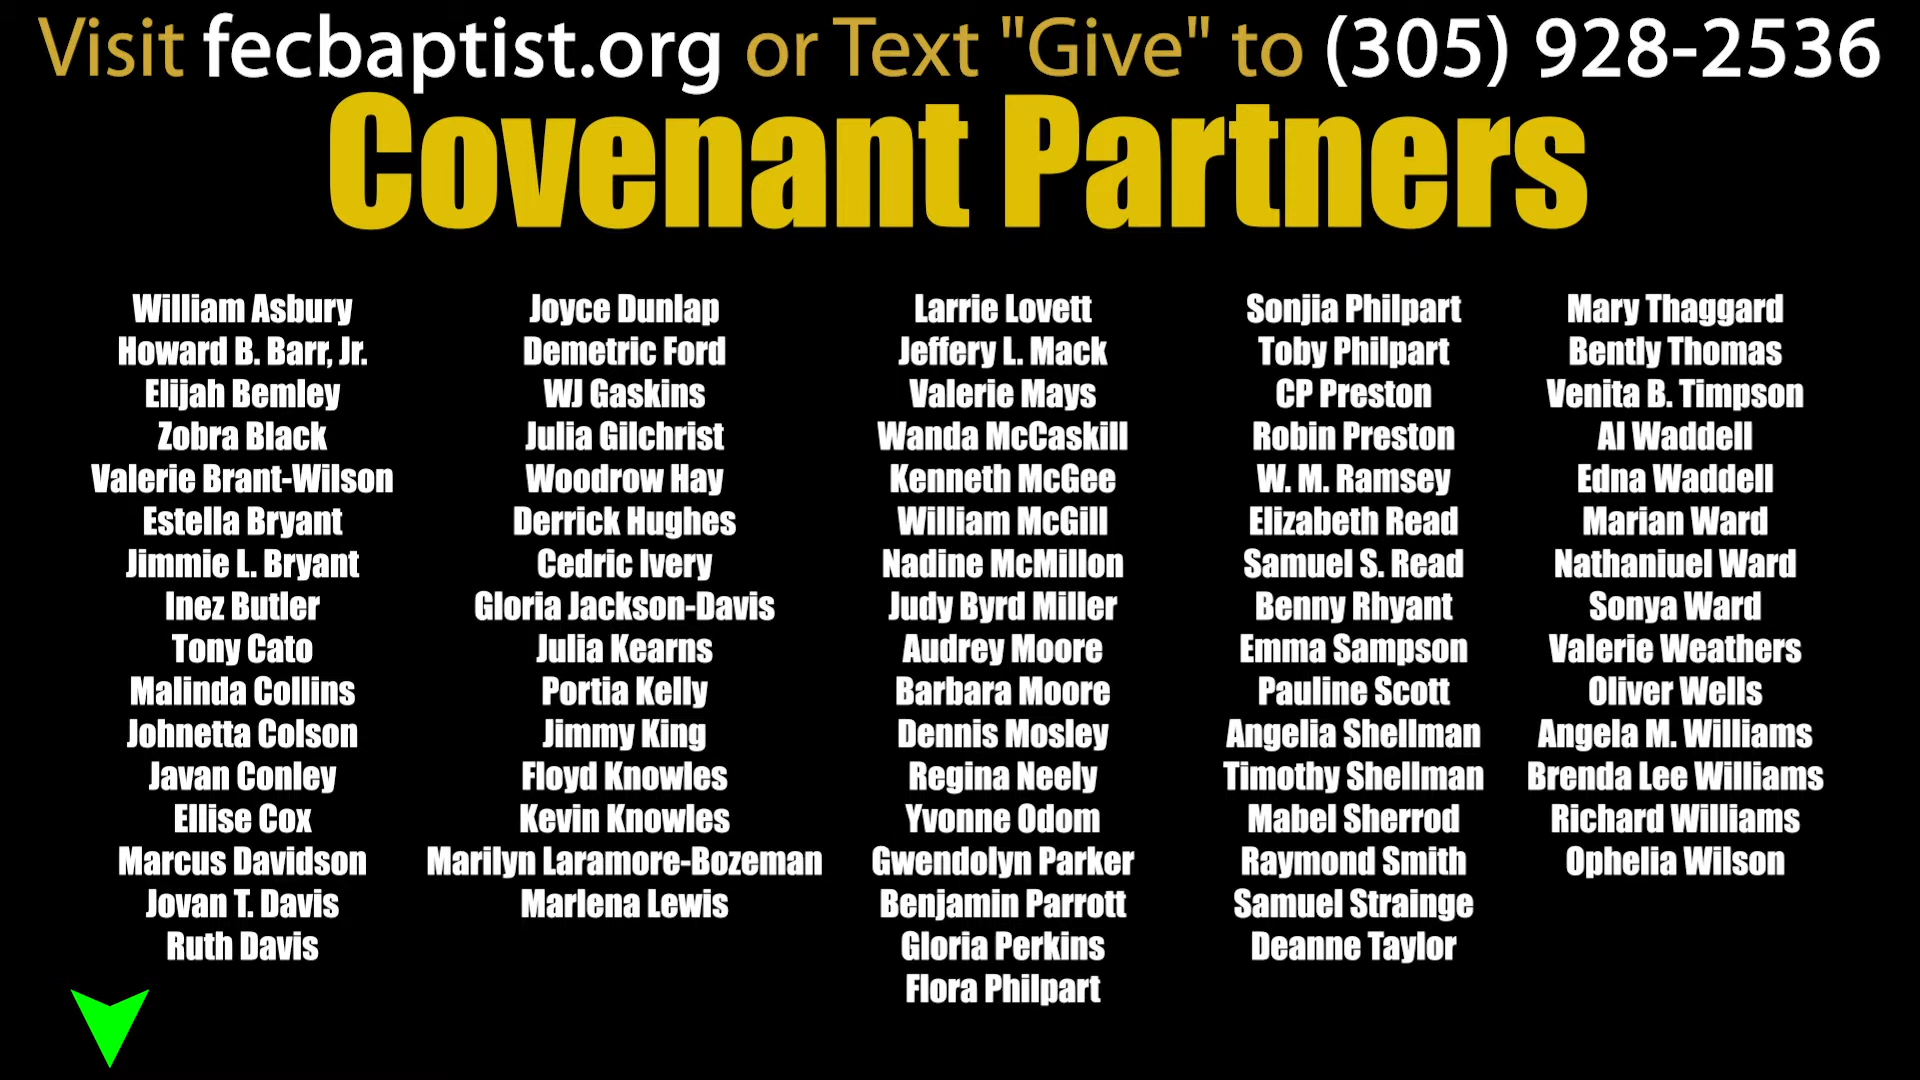 Visit fecbaptist.org or Text "Give" to (305) 928-2536
Covenant Partners
William Asbury
Howard B. Barr, Jr.
Elijah Bemley
Zobra Black
Valerie Brant-Wilson
Estella Bryant
Jimmie L. Bryant
Inez Butler
Tony Cato
Malinda Collins
Johnetta Colson
Javan Conley
Ellise Cox
Marcus Davidson
Jovan T. Davis
Ruth Davis
Joyce Dunlap
Demetric Ford
WJ Gaskins
Julia Gilchrist
Woodrow Hay
Derrick Hughes
Cedric Ivery
Gloria Jackson-Davis
Julia Kearns
Portia Kelly
Jimmy King
Floyd Knowles
Kevin Knowles
Marilyn Laramore-Bozeman
Marlena Lewis
Larrie Lovett
Jeffery L. Mack
Valerie Mays
Wanda McCaskill
Kenneth McGee
William McGill
Nadine McMillon
Judy Byrd Miller
Audrey Moore
Barbara Moore
Dennis Mosley
Regina Neely
Yvonne Odom
Gwendolyn Parker
Benjamin Parrott
Gloria Perkins
Flora Philpart
Sonjia Philpart
Toby Philpart
CP Preston
Robin Preston
W. M. Ramsey
Elizabeth Read
Samuel S. Read
Benny Rhyant
Emma Sampson
Pauline Scott
Angelia Shellman
Timothy Shellman
Mabel Sherrod
Raymond Smith
Samuel Strainge
Deanne Taylor
Mary Thaggard
Bently Thomas
Venita B. Timpson
Al Waddell
Edna Waddell
Marian Ward
Nathaniuel Ward
Sonya Ward
Valerie Weathers
Oliver Wells
Angela M. Williams
Brenda Lee Williams
Richard Williams
Ophelia Wilson